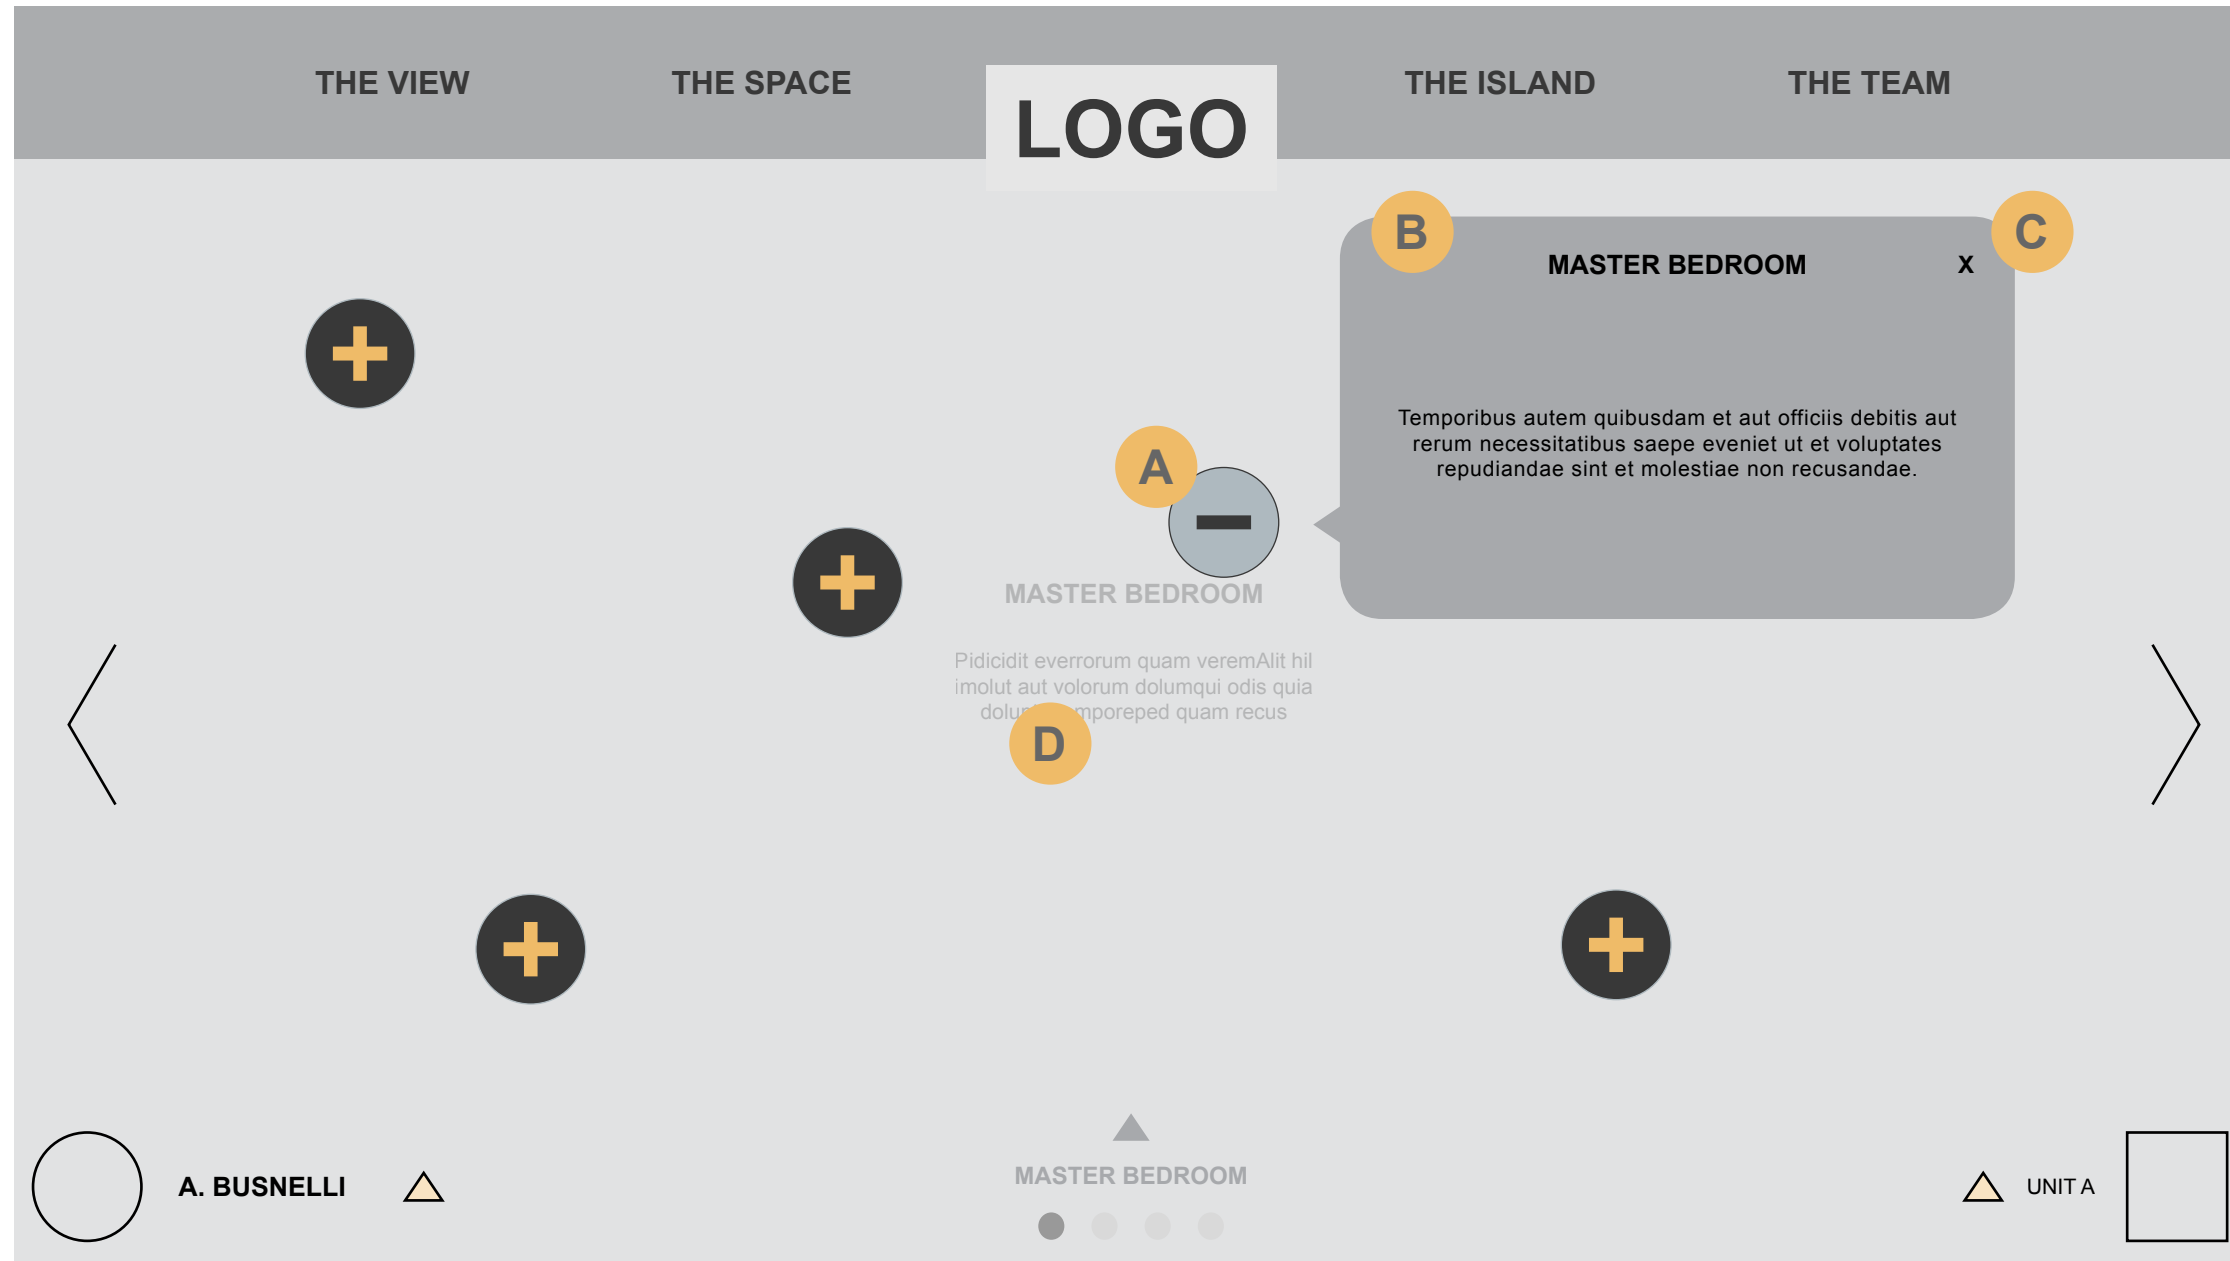 THE VIEW
THE SPACE
LOGO
THE ISLAND
THE TEAM
B
C
MASTER BEDROOM
X
Temporibus autem quibusdam et aut officiis debitis aut
rerum necessitatibus saepe eveniet ut et voluptates
repudiandae sint et molestiae non recusandae.
A
MASTER BEDROOM
Pidicidit everrorum quam veremAlit hil
imolut aut volorum dolumqui odis quia
quam recus
D
A. BUSNELLI
MASTER BEDROOM
UNIT A